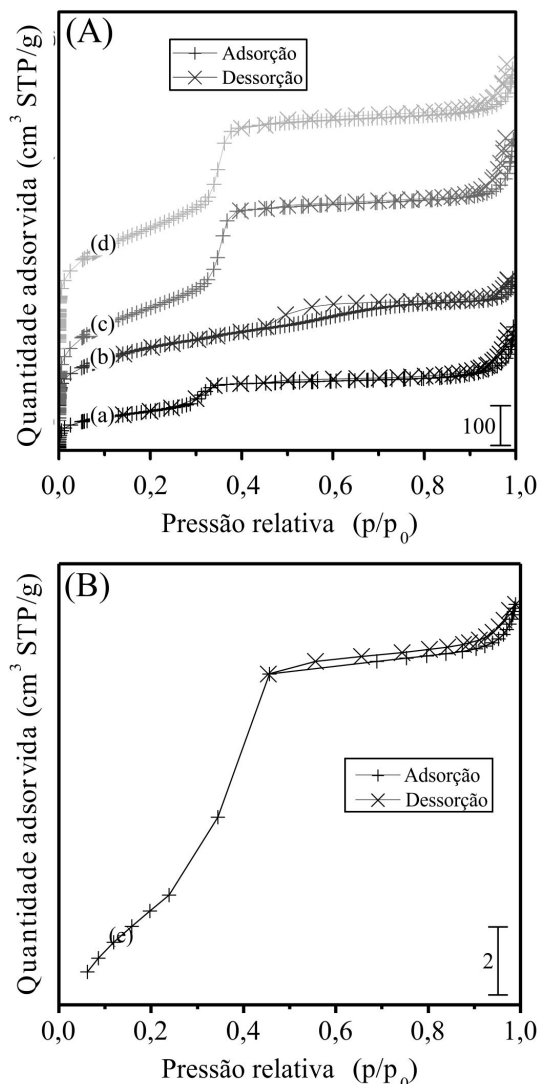 (A)
Adsorção
Dessorção
(d)
(c)
(b)
(a)
100
Quantidade adsorvida (cm³ STP/g)
0,0 0,2 0,4 0,6 0,8 1,0
Pressão relativa (p/p₀)
(B)
Adsorção
Dessorção
(e)
2
Quantidade adsorvida (cm³ STP/g)
0,0 0,2 0,4 0,6 0,8 1,0
Pressão relativa (p/p₀)